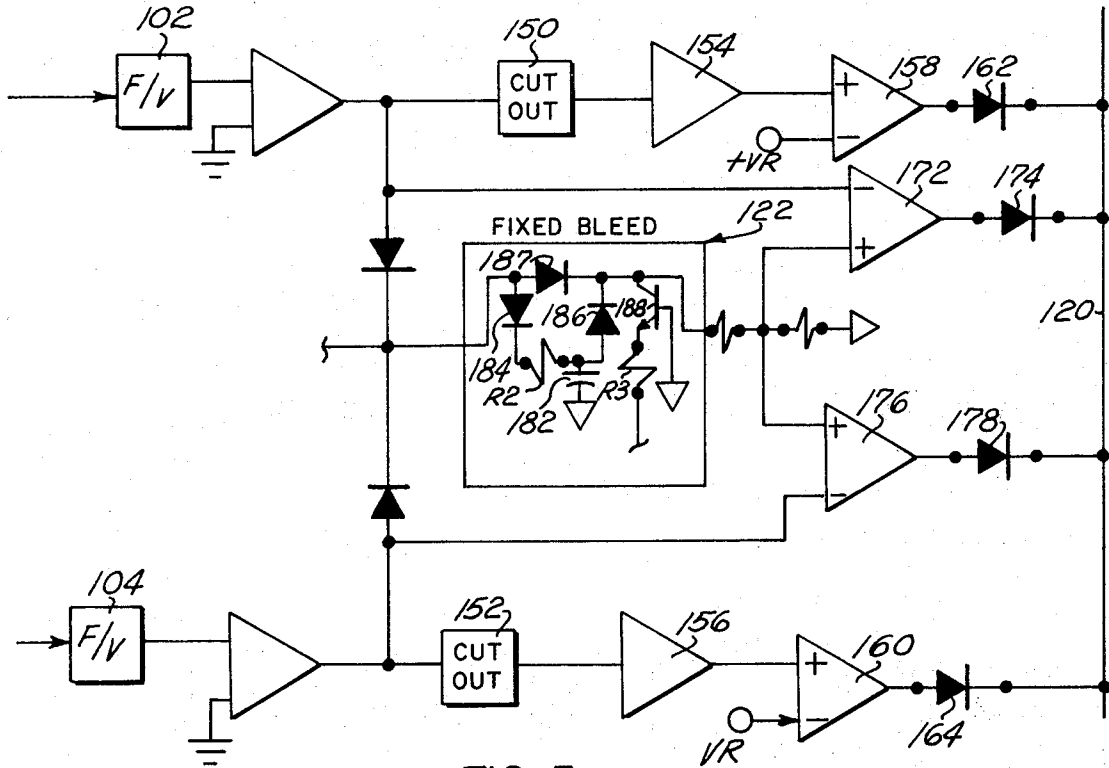 102
150
154
F/V
CUT
OUT
158
162
+
−
+VR
172
174
−
+
FIXED BLEED
122
187
186
188
184
R2
182
R3
120
176
178
+
−
104
F/V
152
CUT
OUT
156
160
+
−
VR
164